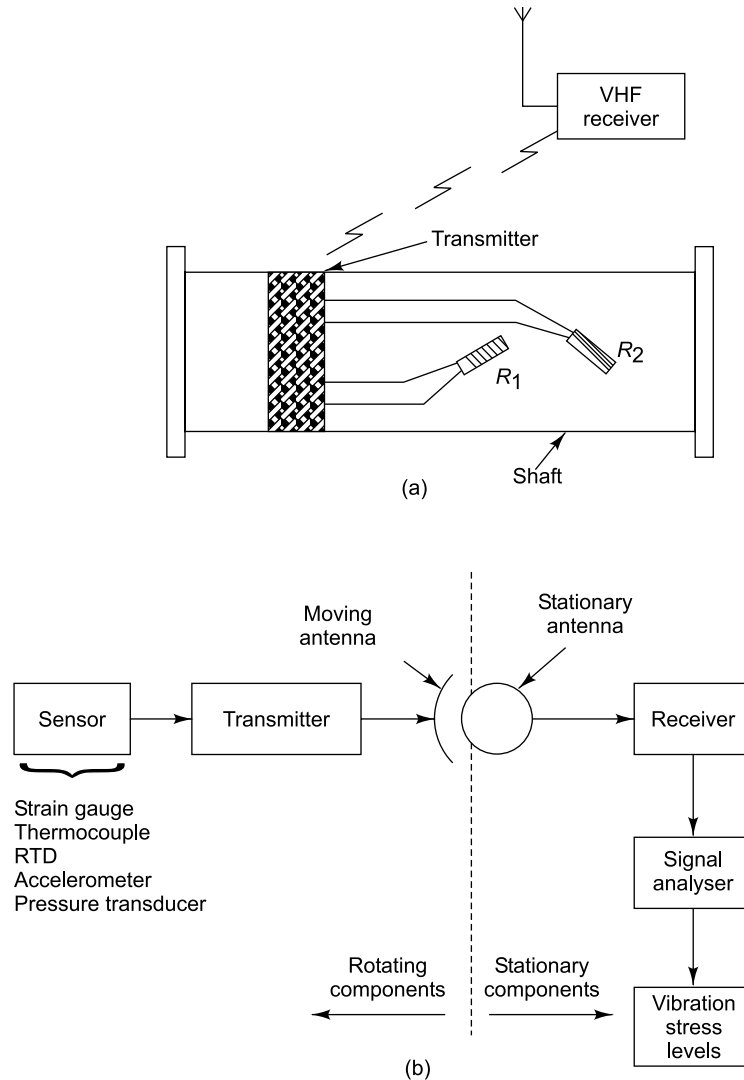 VHF
receiver
Transmitter
R1
R2
Shaft
(a)
Moving
antenna
Stationary
antenna
Sensor
Transmitter
Receiver
Strain gauge
Thermocouple
RTD
Accelerometer
Pressure transducer
Signal
analyser
Rotating
components
Stationary
components
Vibration
stress
levels
(b)